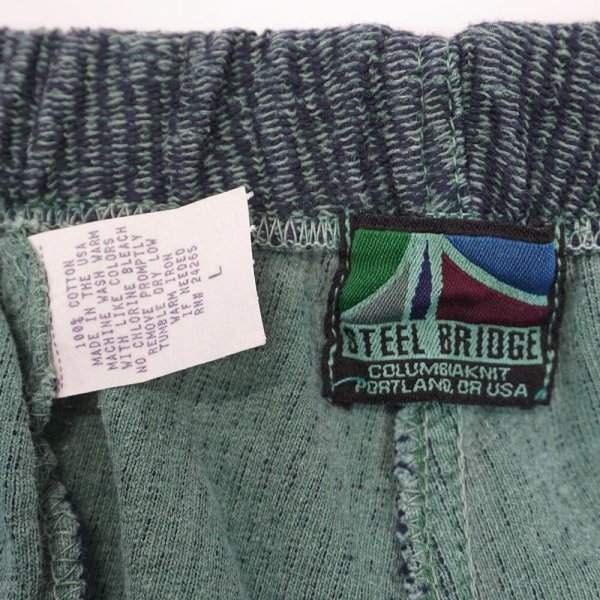 100% COTTON
MADE IN THE USA
MACHINE WASH WARM
WITH LIKE COLORS
NO CHLORINE BLEACH
REMOVE PROMPTLY
TUMBLE DRY LOW
WARM IRON
IF NEEDED
RN# 24265
L
STEEL BRIDGE
COLUMBIAKNIT
PORTLAND, OR USA